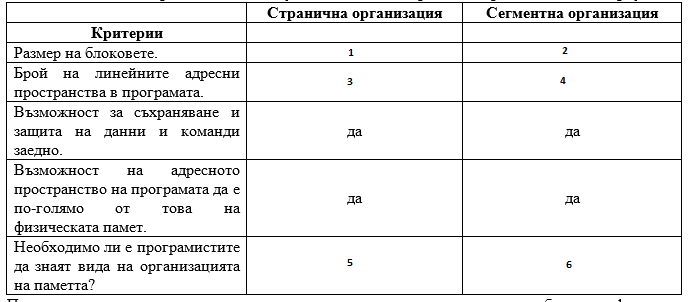 Странична организация Сегментна организация
Критерии
Размер на блоковете. 1 2
Брой на линейните адресни
пространства в програмата. 3 4
Възможност за съхраняване и
защита на данни и команди
заедно. да да
Възможност на адресното
пространство на програмата да е
по-голямо от това на
физическата памет. да да
Необходимо ли е програмистите
да знаят вида на организацията
на паметта? 5 6